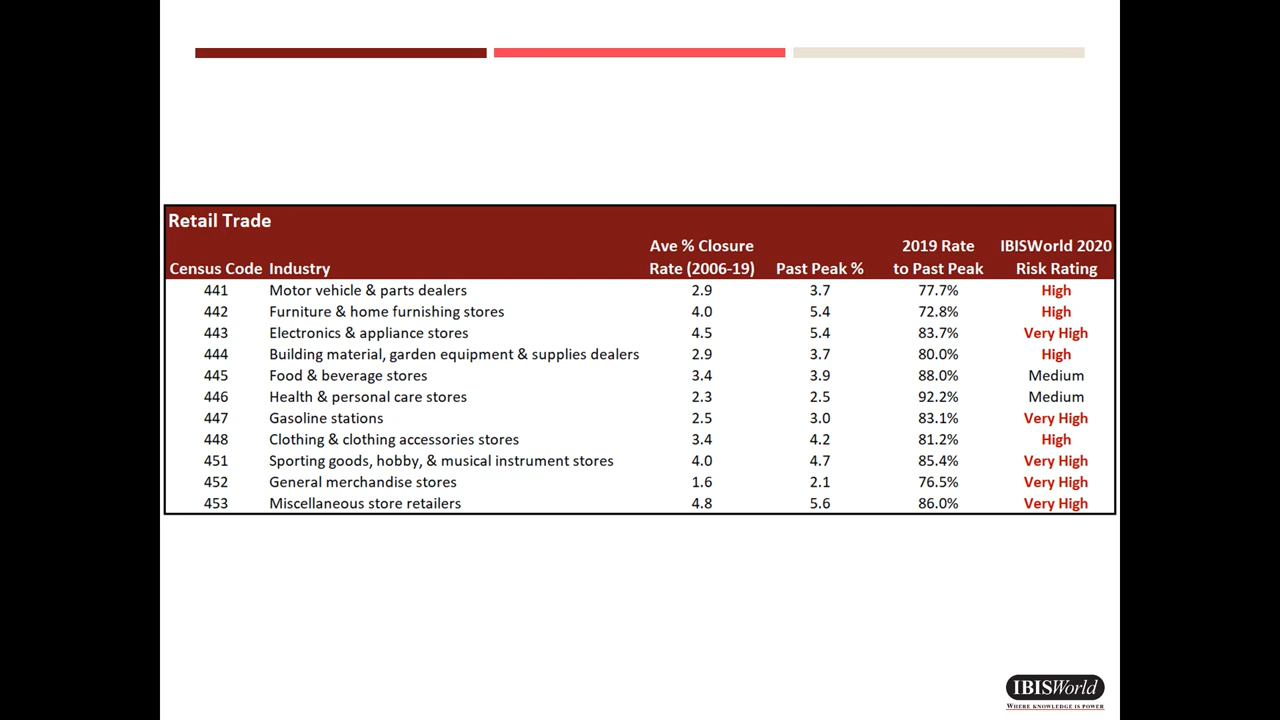 Retail Trade
Ave % Closure 2019 Rate IBISWorld 2020
Census Code Industry Rate (2006-19) Past Peak % to Past Peak Risk Rating
441 Motor vehicle & parts dealers 2.9 3.7 77.7% High
442 Furniture & home furnishing stores 4.0 5.4 72.8% High
443 Electronics & appliance stores 4.5 5.4 83.7% Very High
444 Building material, garden equipment & supplies dealers 2.9 3.7 80.0% High
445 Food & beverage stores 3.4 3.9 88.0% Medium
446 Health & personal care stores 2.3 2.5 92.2% Medium
447 Gasoline stations 2.5 3.0 83.1% Very High
448 Clothing & clothing accessories stores 3.4 4.2 81.2% High
451 Sporting goods, hobby, & musical instrument stores 4.0 4.7 85.4% Very High
452 General merchandise stores 1.6 2.1 76.5% Very High
453 Miscellaneous store retailers 4.8 5.6 86.0% Very High
IBISWorld
WHERE KNOWLEDGE IS POWER